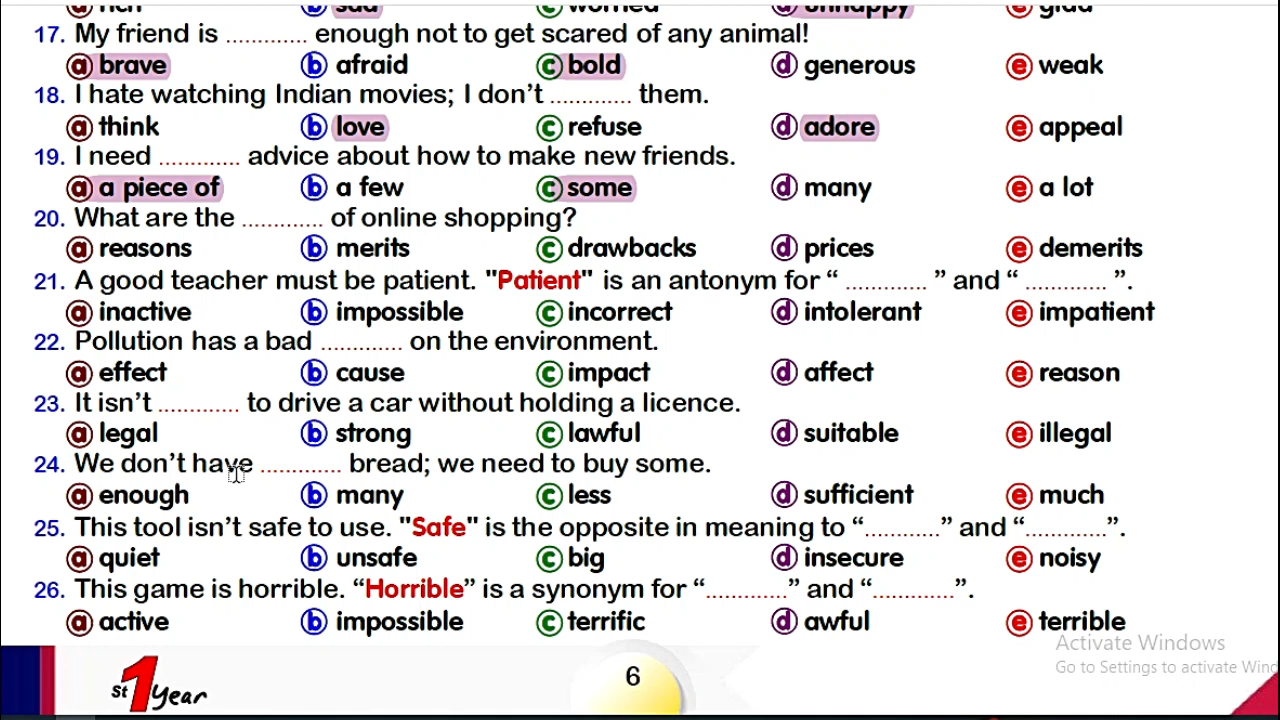 a rich b sad c worried d unhappy e glad
17. My friend is ............. enough not to get scared of any animal!
a brave b afraid c bold d generous e weak
18. I hate watching Indian movies; I don't ............. them.
a think b love c refuse d adore e appeal
19. I need ............. advice about how to make new friends.
a a piece of b a few c some d many e a lot
20. What are the ............. of online shopping?
a reasons b merits c drawbacks d prices e demerits
21. A good teacher must be patient. "Patient" is an antonym for “ ............. ” and “ ............. ”.
a inactive b impossible c incorrect d intolerant e impatient
22. Pollution has a bad ............. on the environment.
a effect b cause c impact d affect e reason
23. It isn't ............. to drive a car without holding a licence.
a legal b strong c lawful d suitable e illegal
24. We don't have ............. bread; we need to buy some.
a enough b many c less d sufficient e much
25. This tool isn't safe to use. "Safe" is the opposite in meaning to “............” and “............”.
a quiet b unsafe c big d insecure e noisy
26. This game is horrible. “Horrible” is a synonym for “.............” and “.............”.
a active b impossible c terrific d awful e terrible
Activate Windows
Go to Settings to activate Wind
1st Year
6